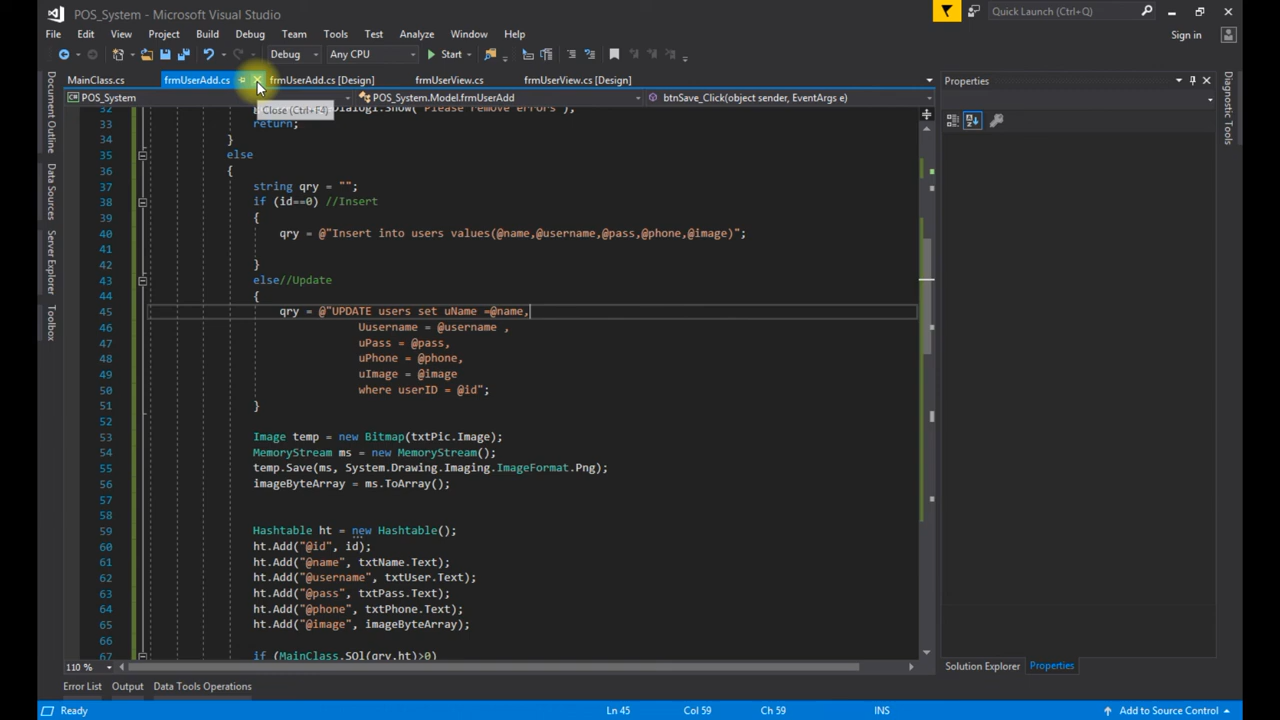 POS_System - Microsoft Visual Studio
Quick Launch (Ctrl+Q)
File Edit View Project Build Debug Team Tools Test Analyze Window Help
Sign in
Debug Any CPU Start
MainClass.cs frmUserAdd.cs frmUserAdd.cs [Design] frmUserView.cs frmUserView.cs [Design]
Properties
POS_System POS_System.Model.frmUserAdd btnSave_Click(object sender, EventArgs e)
Close (Ctrl+F4)
Document Outline
Data Sources
Server Explorer
Toolbox
Diagnostic Tools
32 Show("Please remove errors");
33 return;
34 }
35 else
36 {
37 string qry = "";
38 if (id==0) //Insert
39 {
40 qry = @"Insert into users values(@name,@username,@pass,@phone,@image)";
41
42 }
43 else//Update
44 {
45 qry = @"UPDATE users set uName =@name,
46 Uusername = @username ,
47 uPass = @pass,
48 uPhone = @phone,
49 uImage = @image
50 where userID = @id";
51 }
52
53 Image temp = new Bitmap(txtPic.Image);
54 MemoryStream ms = new MemoryStream();
55 temp.Save(ms, System.Drawing.Imaging.ImageFormat.Png);
56 imageByteArray = ms.ToArray();
57
58
59 Hashtable ht = new Hashtable();
60 ht.Add("@id", id);
61 ht.Add("@name", txtName.Text);
62 ht.Add("@username", txtUser.Text);
63 ht.Add("@pass", txtPass.Text);
64 ht.Add("@phone", txtPhone.Text);
65 ht.Add("@image", imageByteArray);
66
67 if (MainClass.SQl(qry,ht)>0)
110 %
Solution Explorer Properties
Error List Output Data Tools Operations
Ready Ln 45 Col 59 Ch 59 INS Add to Source Control